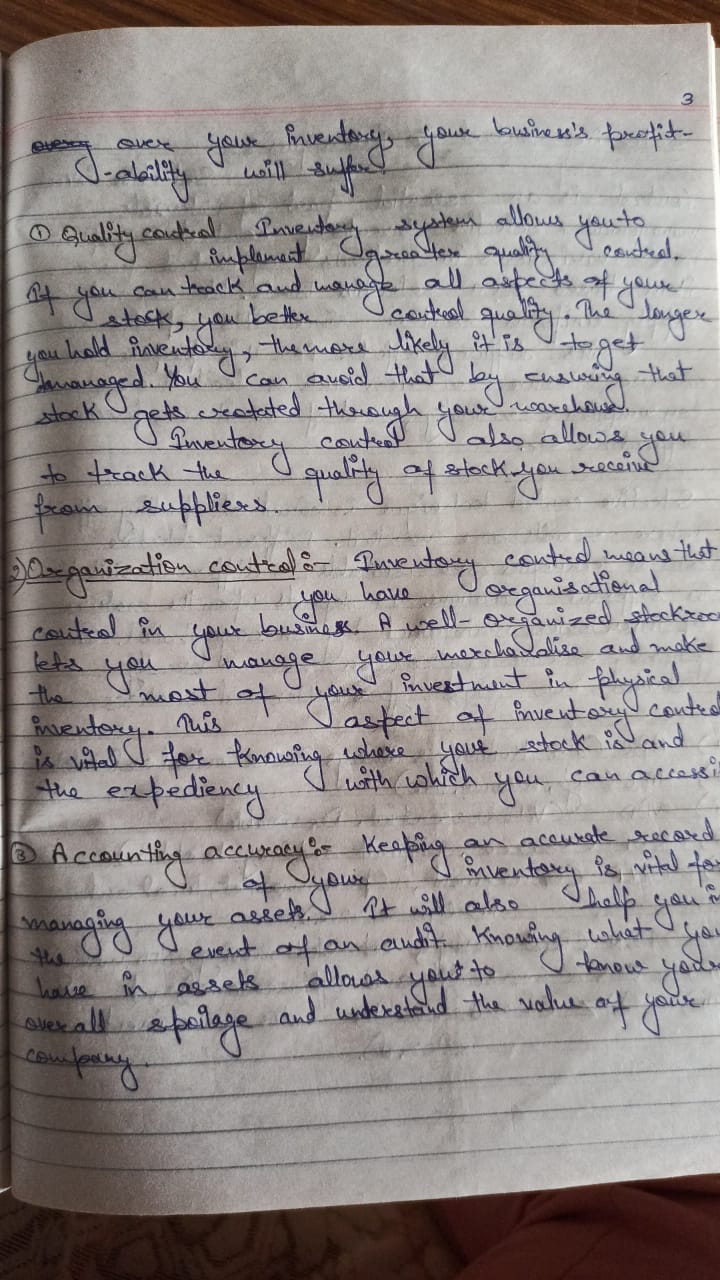 3
over your inventory, your business's profit-
-ability will suffer.
① Quality control Inventory system allows you to
implement greater quality control.
If you can track and manage all aspects of your
stock, you better control quality. The longer
you hold inventory, the more likely it is to get
damanaged. You can avoid that by ensuring that
stock gets created through your warehouse.
Inventory control also allows you
to track the quality of stock you receive
from suppliers.
2) Organization control :- Inventory control means that
you have organisational
control in your business. A well-organized stockroo
lets you manage your merchandise and make
the most of your investment in physical
inventory. This aspect of inventory control
is vital for knowing where your stock is and
the expediency with which you can access i
③ Accounting accuracy :- Keeping an accurate record
of your inventory is vital for
managing your assets. It will also help you i
the event of an audit. Knowing what you
have in assets allows you to know your
overall spoilage and understand the value of your
company.